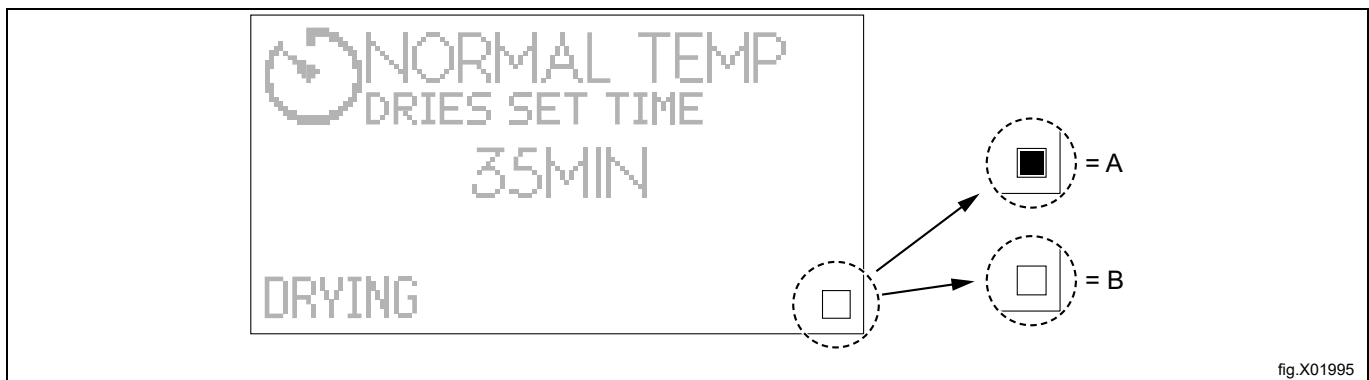 NORMAL TEMP
DRIES SET TIME
35MIN
DRYING
= A
= B
fig.X01995